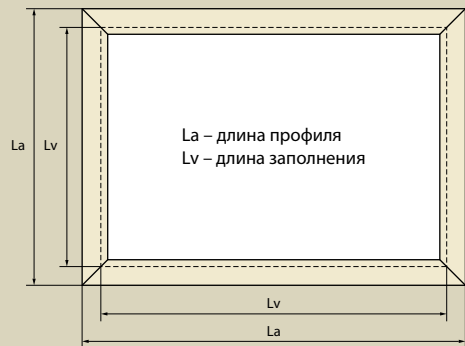 La
Lv
La – длина профиля
Lv – длина заполнения
Lv
La